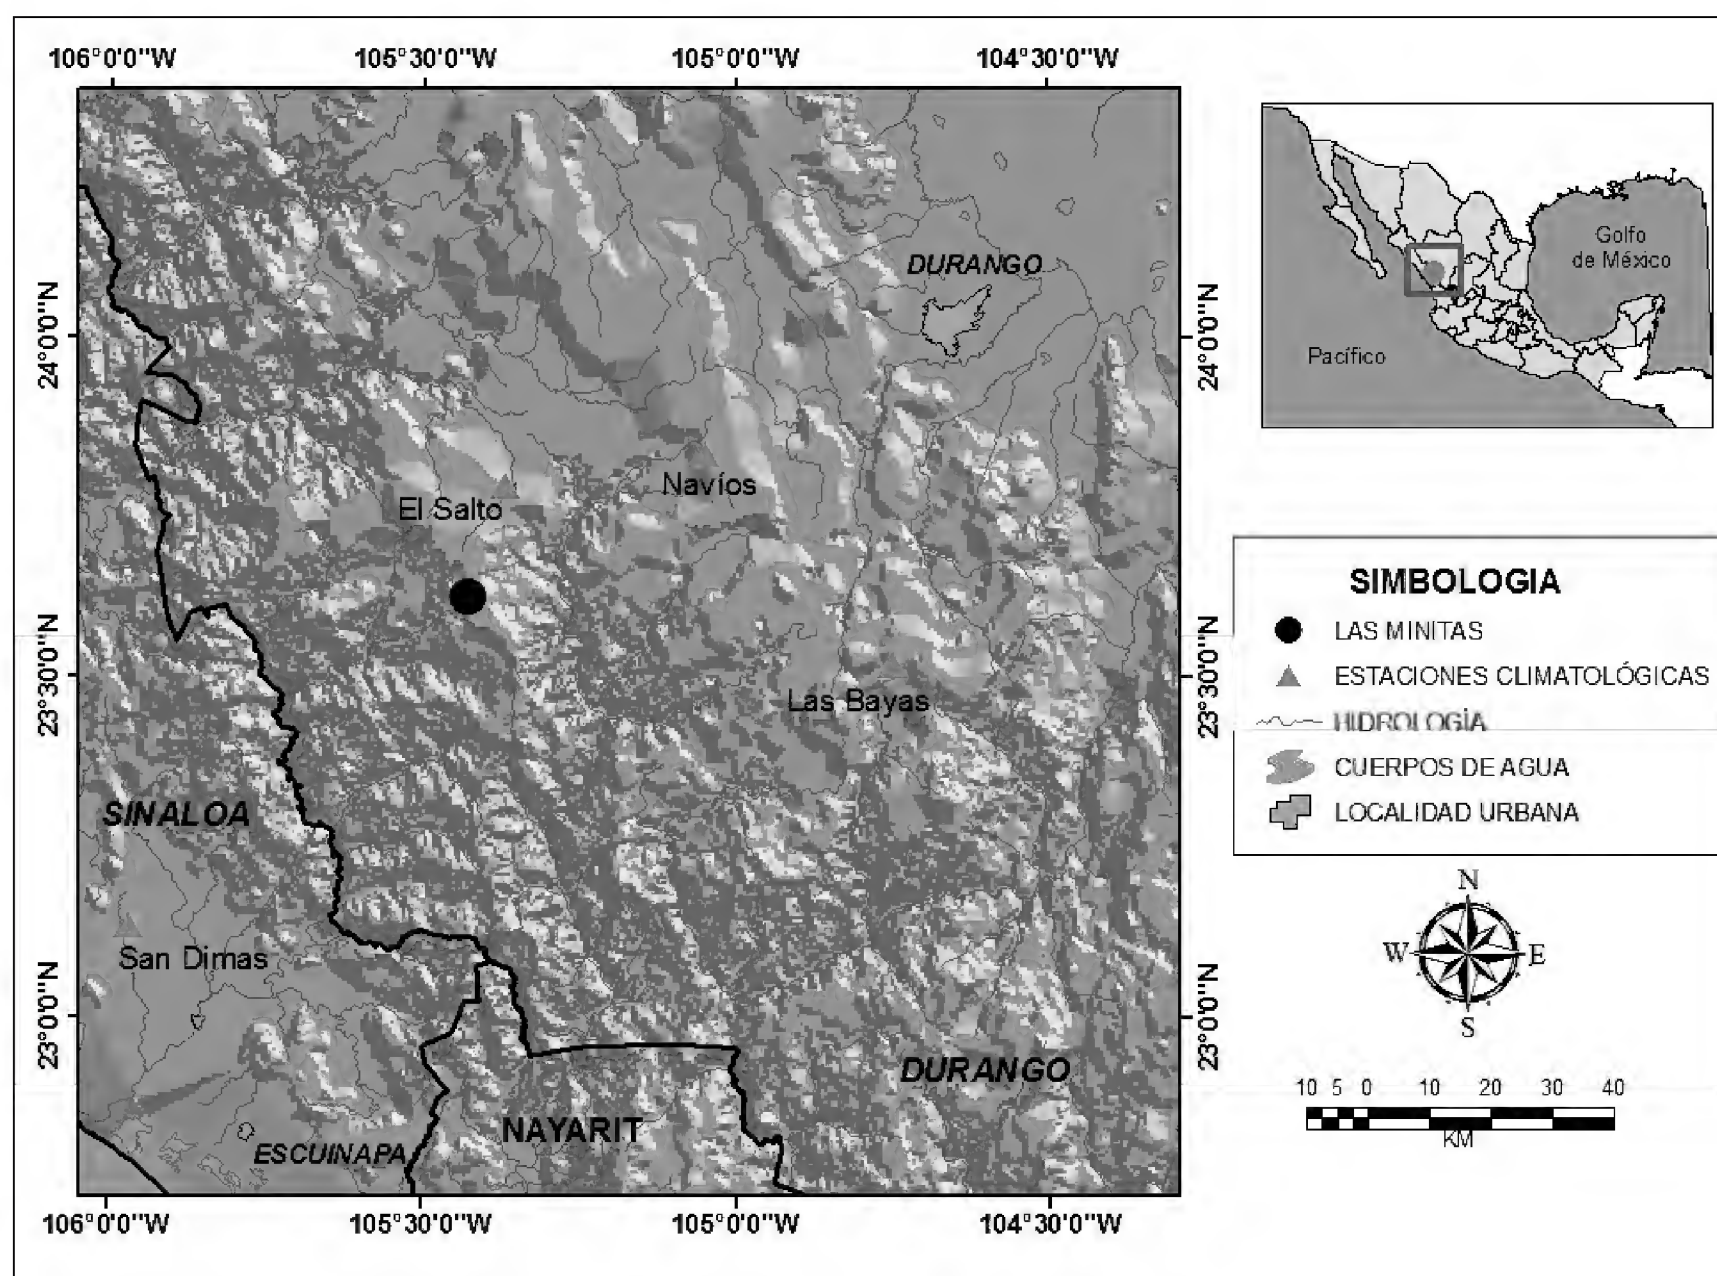 106°0'0"W 105°30'0"W 105°0'0"W 104°30'0"W
24°0'0"N
23°30'0"N
23°0'0"N
DURANGO
Navíos
El Salto
Las Bayas
SINALOA
San Dimas
DURANGO
NAYARIT
ESCUINAPA
24°0'0"N
23°30'0"N
23°0'0"N
106°0'0"W 105°30'0"W 105°0'0"W 104°30'0"W
Golfo
de México
Pacífico
SIMBOLOGIA
LAS MINITAS
ESTACIONES CLIMATOLÓGICAS
HIDROLOGÍA
CUERPOS DE AGUA
LOCALIDAD URBANA
N
W E
S
10 5 0 10 20 30 40
KM